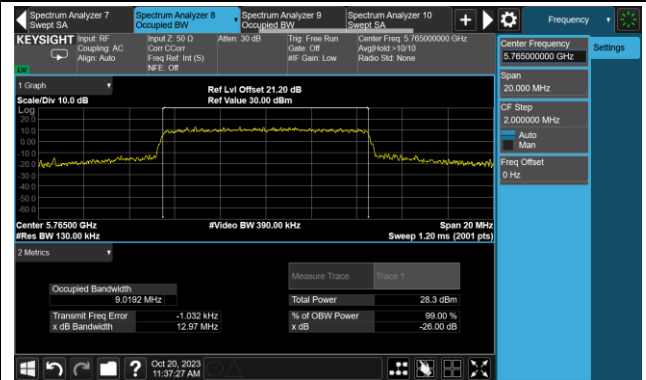 Spectrum Analyzer 7
Swept SA
Spectrum Analyzer 8
Occupied BW
Spectrum Analyzer 9
Occupied BW
Spectrum Analyzer 10
Swept SA
+
Frequency
KEYSIGHT
Input: RF
Coupling: AC
Align: Auto
Input Z: 50 Ω
Corr CCorr
Freq Ref: Int (S)
NFE: Off
Atten: 30 dB
Trig: Free Run
Gate: Off
#IF Gain: Low
Center Freq: 5.765000000 GHz
Avg|Hold:>10/10
Radio Std: None
Center Frequency
5.765000000 GHz
Settings
Span
20.000 MHz
CF Step
2.000000 MHz
Auto
Man
Freq Offset
0 Hz
1 Graph
Scale/Div 10.0 dB
Ref Lvl Offset 21.20 dB
Ref Value 30.00 dBm
Log
20.0
10.0
0.00
-10.0
-20.0
-30.0
-40.0
-50.0
-60.0
Center 5.76500 GHz
#Video BW 390.00 kHz
Span 20 MHz
#Res BW 130.00 kHz
Sweep 1.20 ms (2001 pts)
2 Metrics
Measure Trace
Trace 1
Occupied Bandwidth
9.0192 MHz
Total Power
28.3 dBm
Transmit Freq Error
-1.032 kHz
% of OBW Power
99.00 %
x dB Bandwidth
12.97 MHz
x dB
-26.00 dB
?
Oct 20, 2023
11:37:27 AM